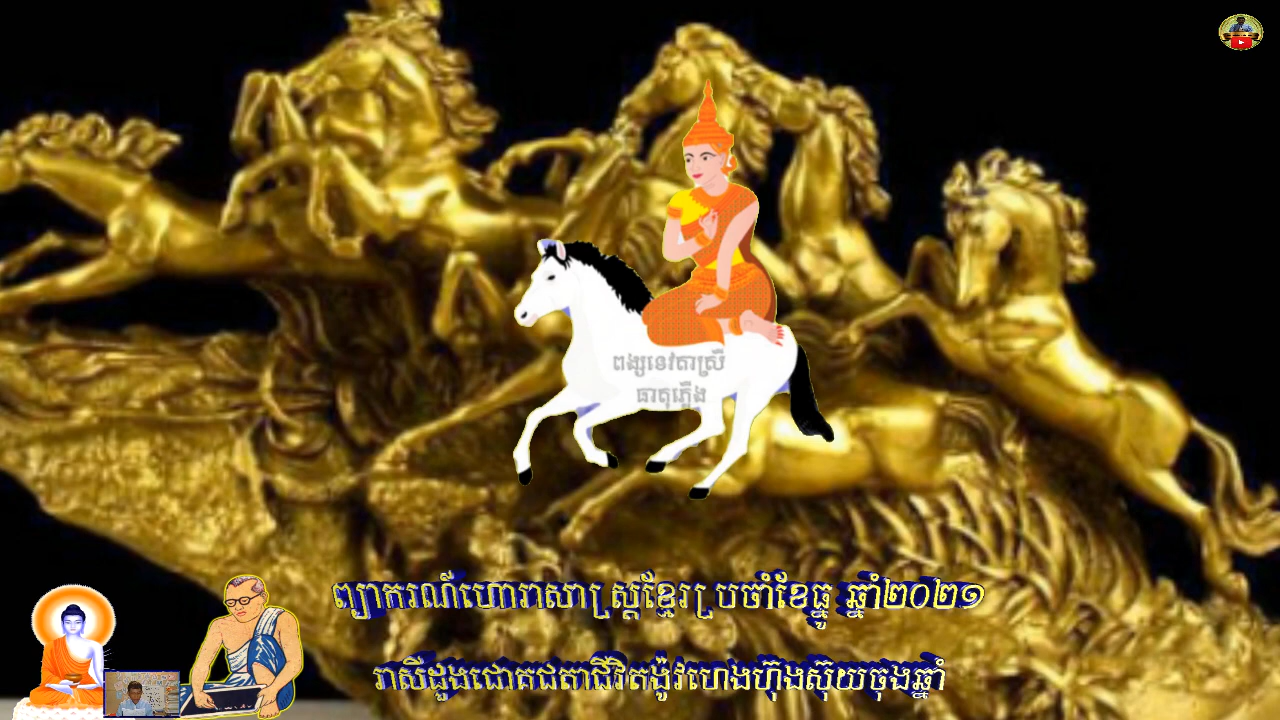 ពង្សទេវតាស្រី
ធាតុភ្លើង
ព្យាករណ៍ហោរាសាស្ត្រខ្មែរ ប្រចាំខែធ្នូ ឆ្នាំ២០២១
រាសីដួងជោគជតាជីវិតង៉ូវហេងហ៊ុងស៊ុយចុងឆ្នាំ